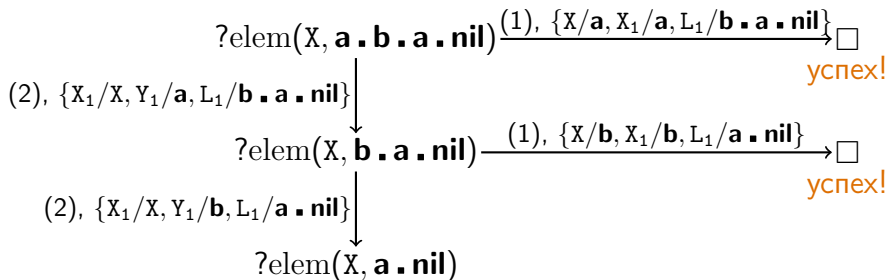 ?elem(X, a.b.a.nil) (1), {X/a, X₁/a, L₁/b.a.nil} □
успех!
(2), {X₁/X, Y₁/a, L₁/b.a.nil}
?elem(X, b.a.nil) (1), {X/b, X₁/b, L₁/a.nil} □
успех!
(2), {X₁/X, Y₁/b, L₁/a.nil}
?elem(X, a.nil)